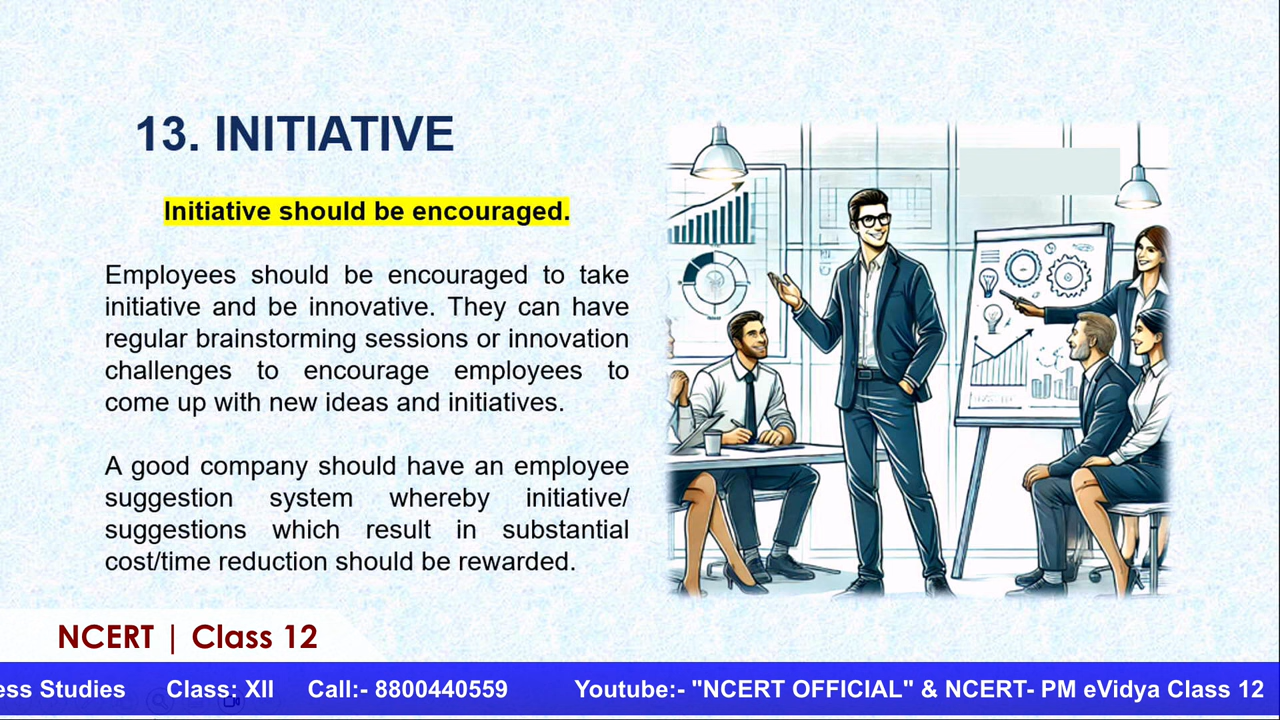 13. INITIATIVE
Initiative should be encouraged.
Employees should be encouraged to take
initiative and be innovative. They can have
regular brainstorming sessions or innovation
challenges to encourage employees to
come up with new ideas and initiatives.
A good company should have an employee
suggestion system whereby initiative/
suggestions which result in substantial
cost/time reduction should be rewarded.
NCERT | Class 12
ess Studies Class: XII Call:- 8800440559 Youtube:- "NCERT OFFICIAL" & NCERT- PM eVidya Class 12